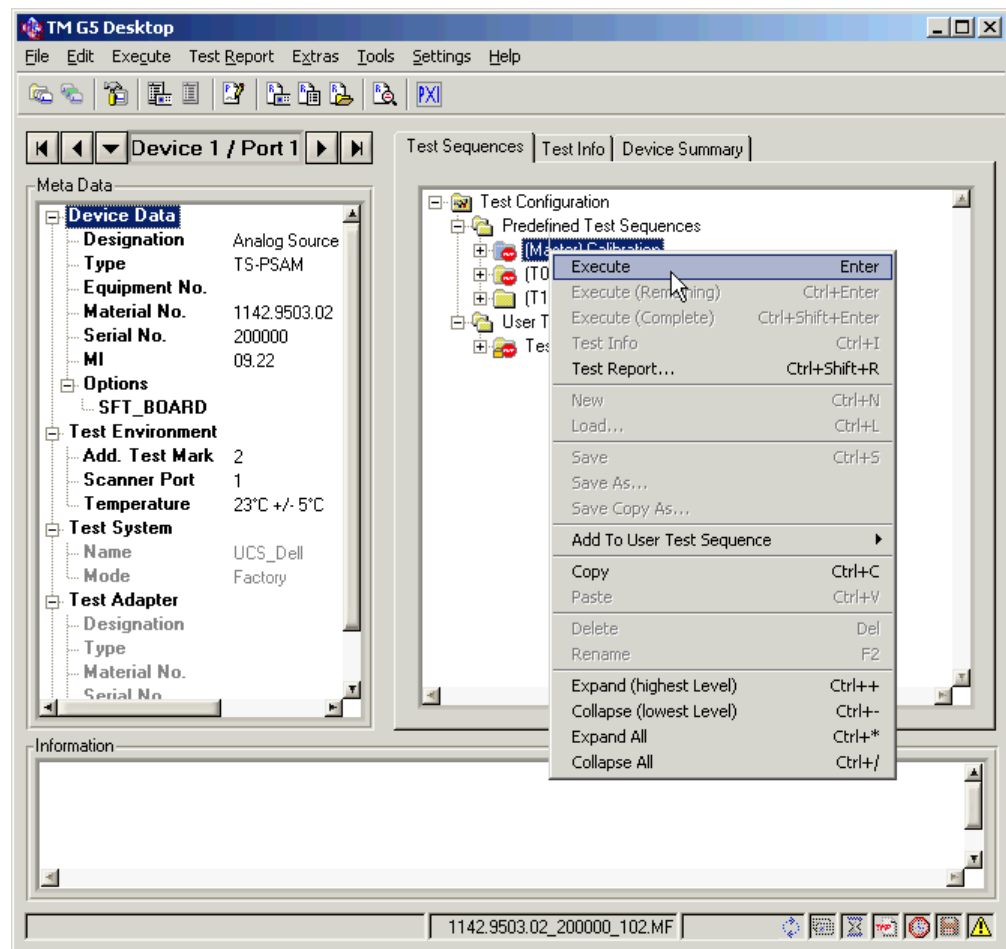 TM G5 Desktop
File Edit Execute Test Report Extras Tools Settings Help
PXI
Device 1 / Port 1
Test Sequences Test Info Device Summary
Meta Data
Device Data
Designation Analog Source
Type TS-PSAM
Equipment No.
Material No. 1142.9503.02
Serial No. 200000
MI 09.22
Options
SFT_BOARD
Test Environment
Add. Test Mark 2
Scanner Port 1
Temperature 23°C +/- 5°C
Test System
Name UCS_Dell
Mode Factory
Test Adapter
Designation
Type
Material No.
Serial No.
Test Configuration
Predefined Test Sequences
(Master) Calibration
(T0
(T1
User T
Tes
Execute Enter
Execute (Remaining) Ctrl+Enter
Execute (Complete) Ctrl+Shift+Enter
Test Info Ctrl+I
Test Report... Ctrl+Shift+R
New Ctrl+N
Load... Ctrl+L
Save Ctrl+S
Save As...
Save Copy As...
Add To User Test Sequence
Copy Ctrl+C
Paste Ctrl+V
Delete Del
Rename F2
Expand (highest Level) Ctrl++
Collapse (lowest Level) Ctrl+-
Expand All Ctrl+*
Collapse All Ctrl+/
Information
1142.9503.02_200000_102.MF